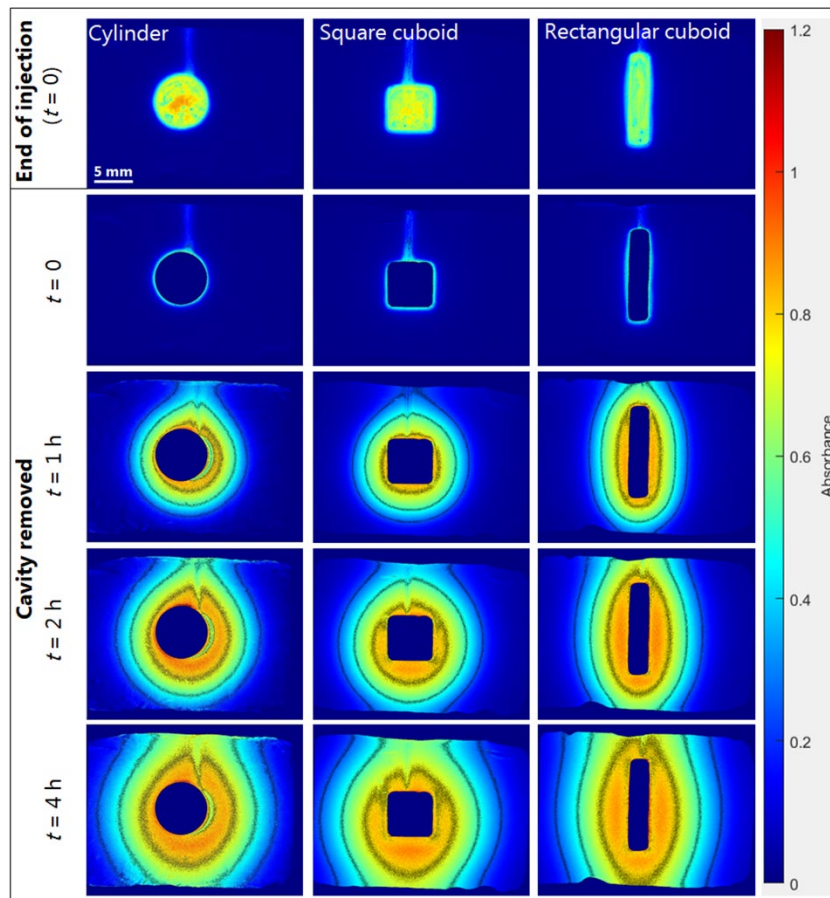 Cylinder
Square cuboid
Rectangular cuboid
End of injection
(t = 0)
5 mm
Cavity removed
t = 0
t = 1 h
t = 2 h
t = 4 h
1.2
1
0.8
0.6
0.4
0.2
0
Absorbance